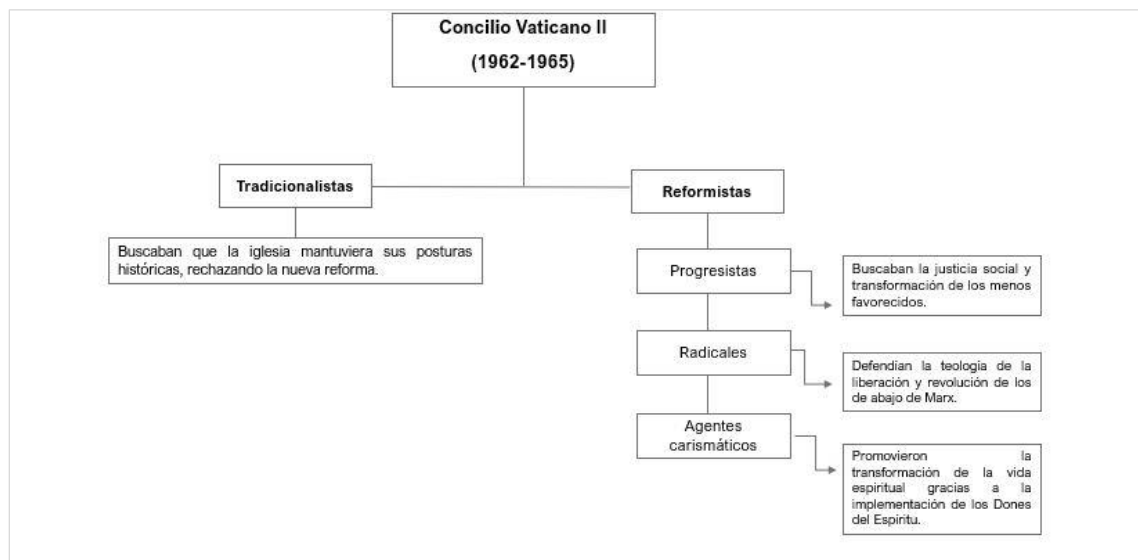 Concilio Vaticano II
(1962-1965)
Tradicionalistas
Buscaban que la iglesia mantuviera sus posturas
históricas, rechazando la nueva reforma.
Reformistas
Progresistas
Buscaban la justicia social y
transformación de los menos
favorecidos.
Radicales
Defendían la teología de la
liberación y revolución de los
de abajo de Marx.
Agentes
carismáticos
Promovieron la
transformación de la vida
espiritual gracias a la
implementación de los Dones
del Espíritu.